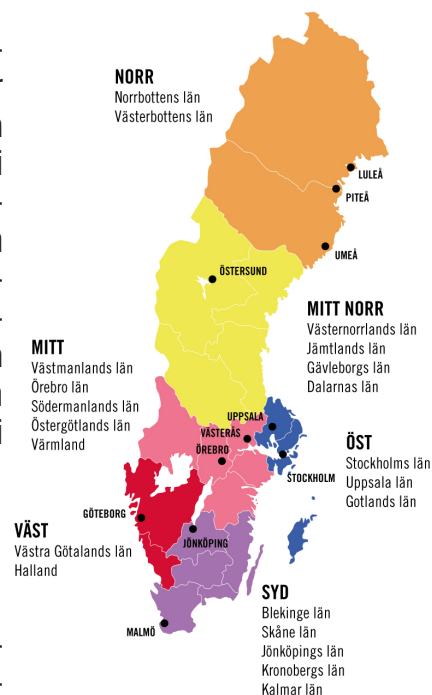 NORR
Norrbottens län
Västerbottens län
LULEÅ
PITEÅ
UMEÅ
ÖSTERSUND
MITT NORR
Västernorrlands län
Jämtlands län
Gävleborgs län
Dalarnas län
MITT
Västmanlands län
Örebro län
Södermanlands län
Östergötlands län
Värmland
UPPSALA
VÄSTERÅS
ÖREBRO
STOCKHOLM
ÖST
Stockholms län
Uppsala län
Gotlands län
GÖTEBORG
VÄST
Västra Götalands län
Halland
JÖNKÖPING
MALMÖ
SYD
Blekinge län
Skåne län
Jönköpings län
Kronobergs län
Kalmar län